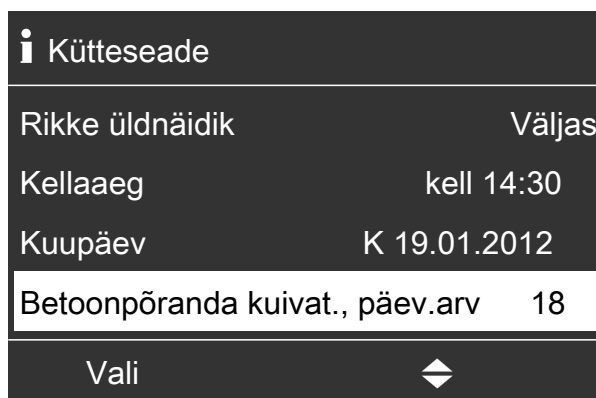 i Kütteseade
Rikke üldnäidik Väljas
Kellaaeg kell 14:30
Kuupäev K 19.01.2012
Betoonpõranda kuivat., päev.arv 18
Vali